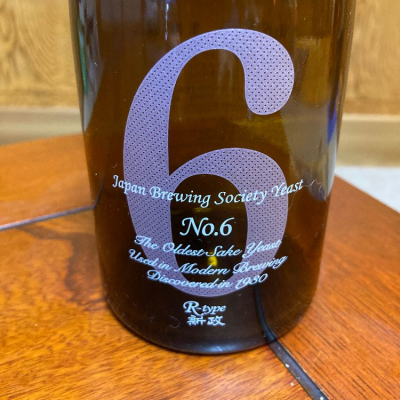 6
Japan Brewing Society Yeast
No.6
The Oldest Sake Yeast
Used in Modern Brewing
Discovered in 1930
R-type
新政